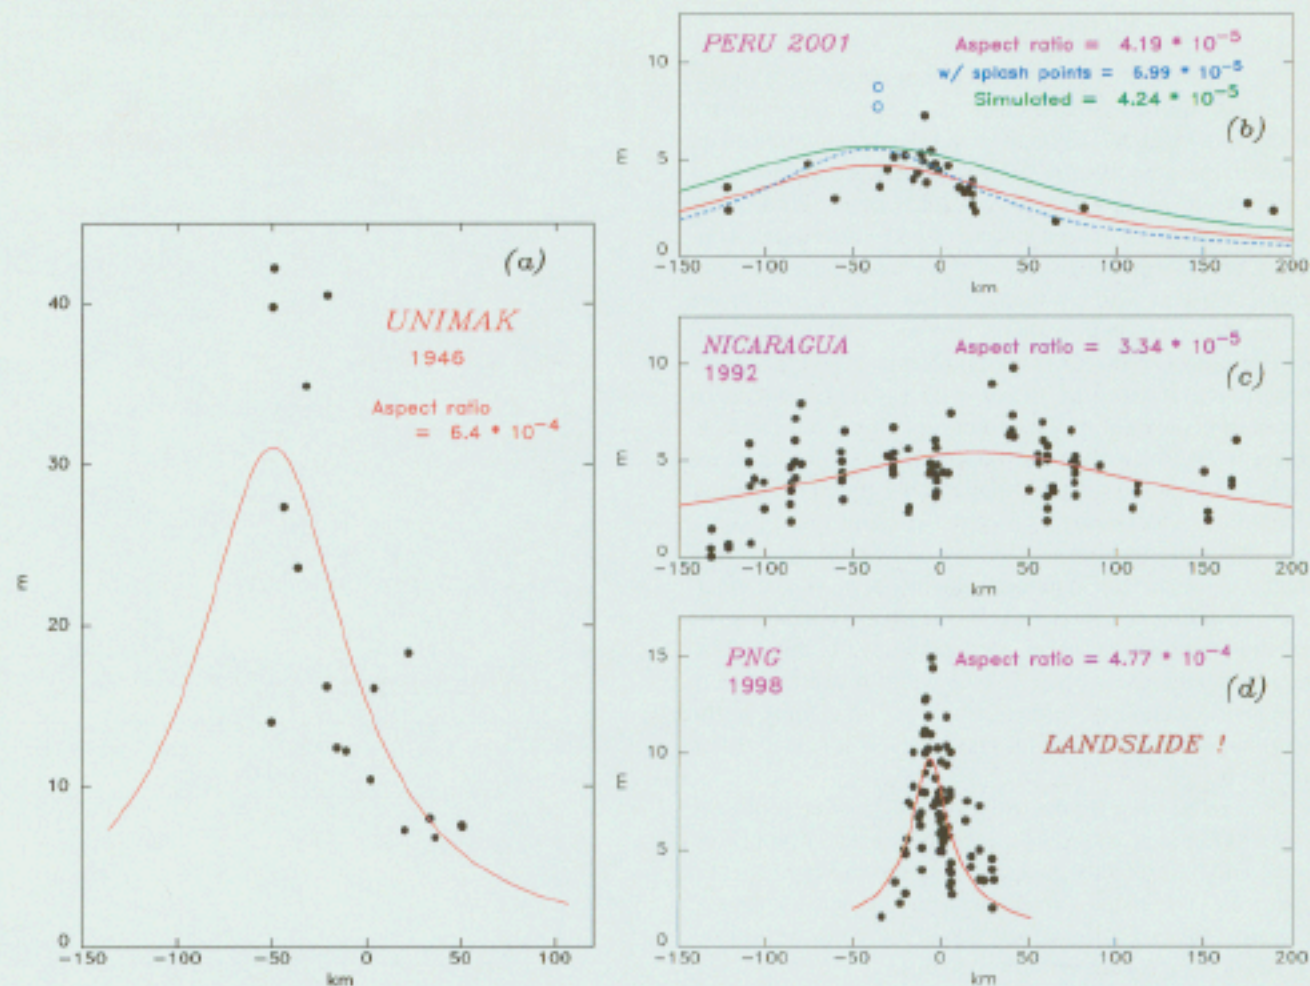 (a)
UNIMAK
1946
Aspect ratio
= 6.4 * 10⁻⁴
m
40
30
20
10
0
−150 −100 −50 0 50 100
km
PERU 2001
Aspect ratio = 4.19 * 10⁻⁵
w/ splash points = 6.99 * 10⁻⁵
Simulated = 4.24 * 10⁻⁵
(b)
m
10
5
0
−150 −100 −50 0 50 100 150 200
km
NICARAGUA
1992
Aspect ratio = 3.34 * 10⁻⁵
(c)
m
10
5
0
−150 −100 −50 0 50 100 150 200
km
PNG
1998
Aspect ratio = 4.77 * 10⁻⁴
(d)
LANDSLIDE !
m
15
10
5
0
−150 −100 −50 0 50 100 150 200
km